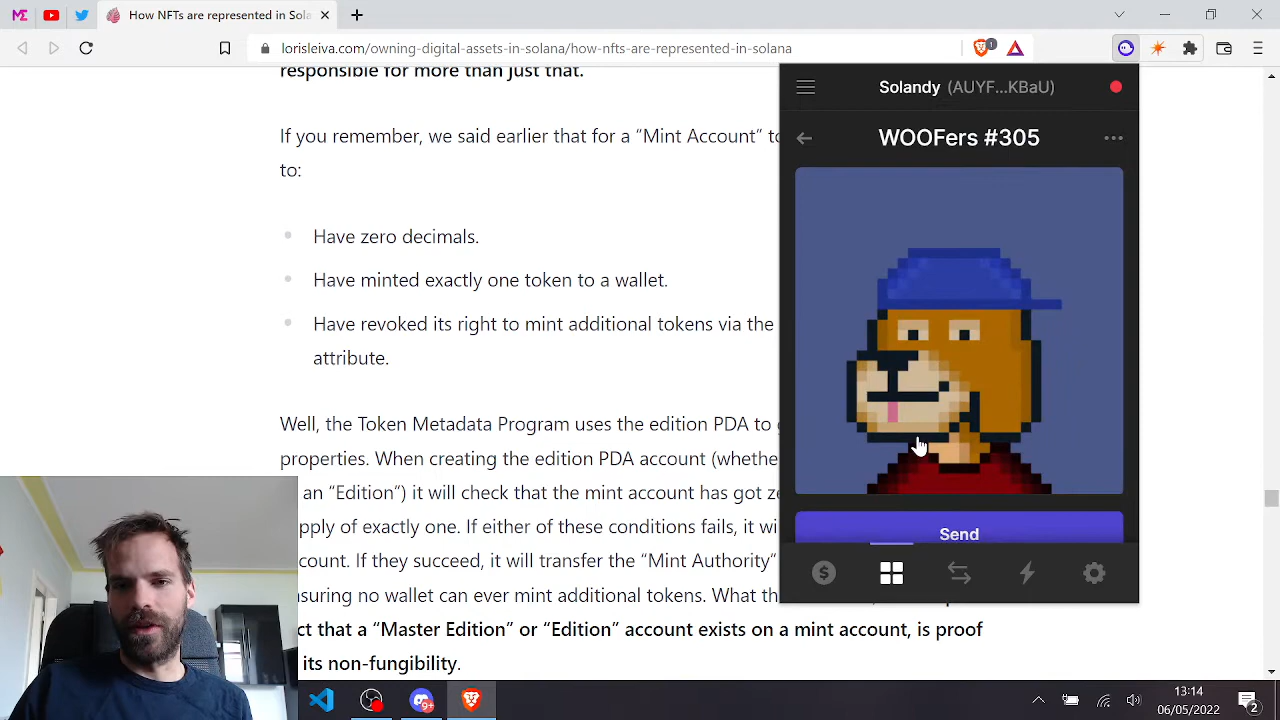 How NFTs are represented in Sola
lorisleiva.com/owning-digital-assets-in-solana/how-nfts-are-represented-in-solana
1
responsible for more than just that.
Solandy (AUYF...KBaU)
If you remember, we said earlier that for a “Mint Account” to
to:
WOOFers #305
Have zero decimals.
Have minted exactly one token to a wallet.
Have revoked its right to mint additional tokens via the
attribute.
Well, the Token Metadata Program uses the edition PDA to
properties. When creating the edition PDA account (whether
an “Edition”) it will check that the mint account has got
pply of exactly one. If either of these conditions fails, it
Send
count. If they succeed, it will transfer the “Mint Authority”
suring no wallet can ever mint additional tokens. What
ct that a “Master Edition” or “Edition” account exists on a mint account, is proof
its non-fungibility.
13:14
06/05/2022
2